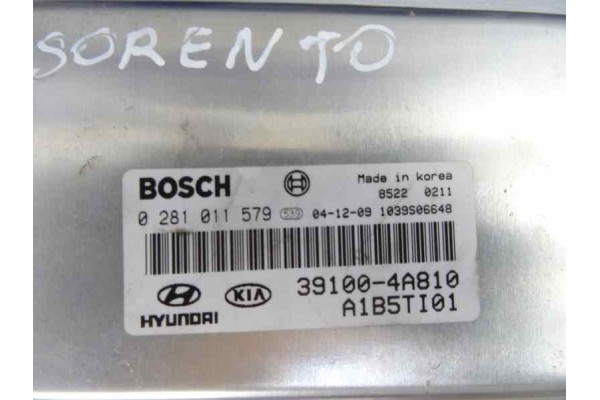 SORENTO
BOSCH
Made in korea
8522 0211
0 281 011 579 532 04-12-09 1039S06648
39100-4A810
KIA
A1B5TI01
HYUNDAI